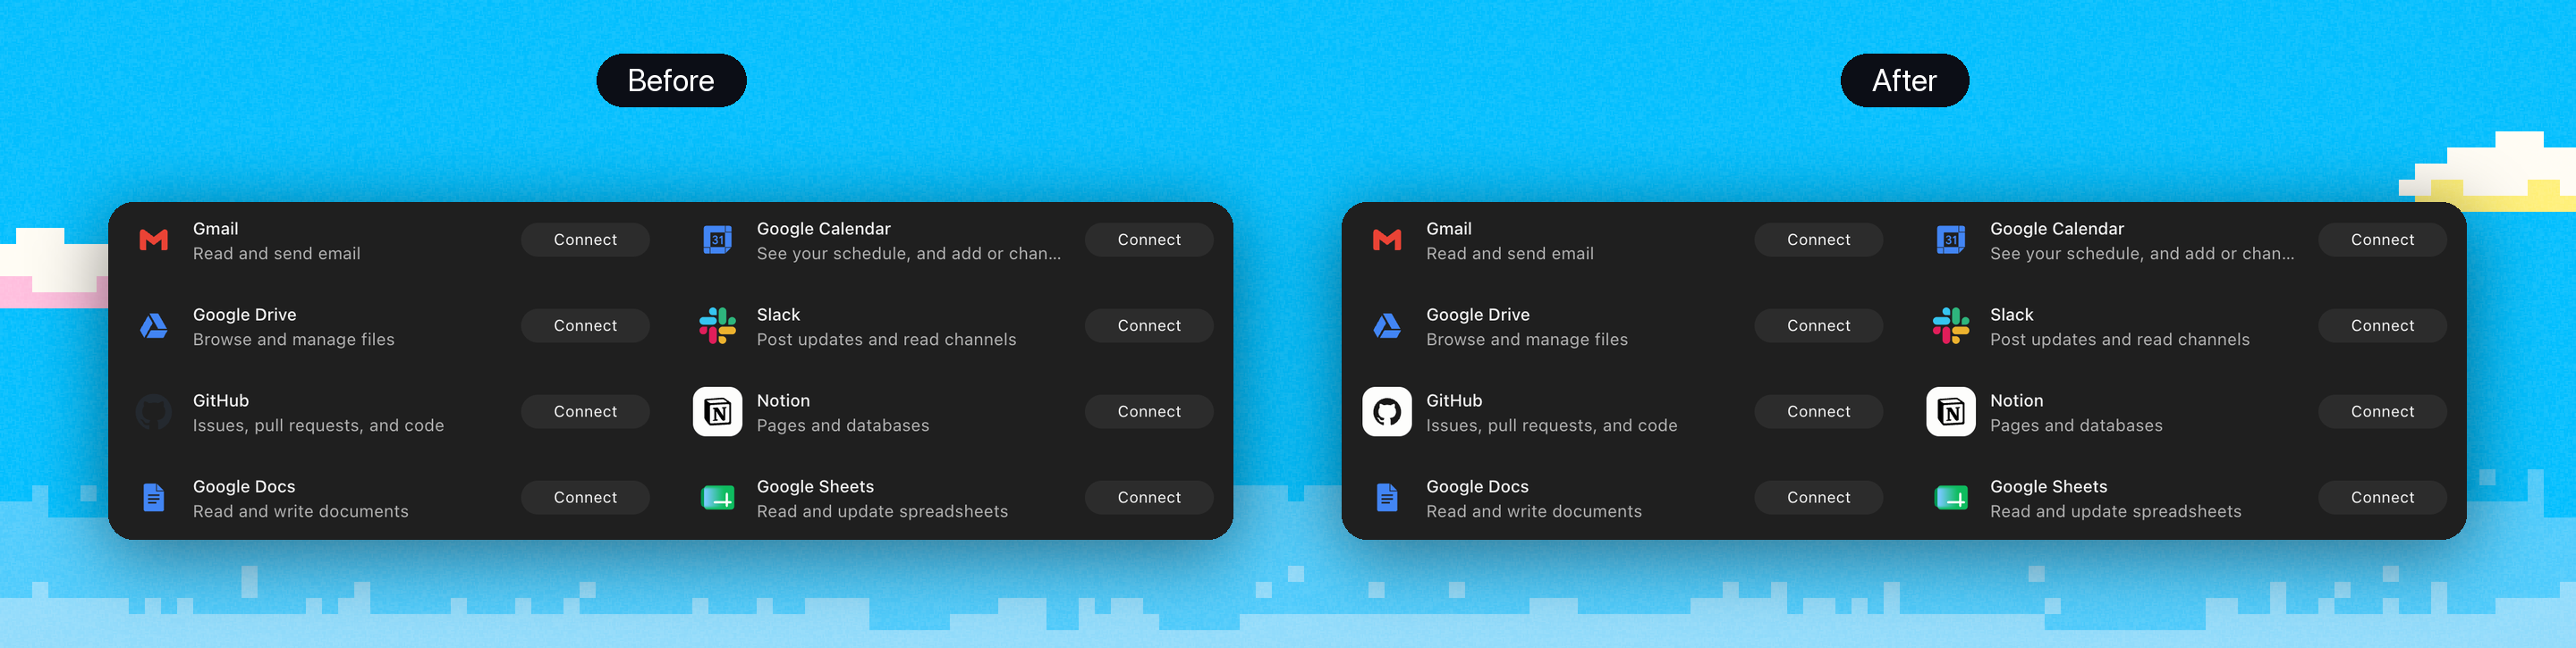 Before
After
Gmail
Read and send email
Connect
31
Google Calendar
See your schedule, and add or chan...
Connect
Google Drive
Browse and manage files
Connect
Slack
Post updates and read channels
Connect
GitHub
Issues, pull requests, and code
Connect
N
Notion
Pages and databases
Connect
Google Docs
Read and write documents
Connect
Google Sheets
Read and update spreadsheets
Connect
Gmail
Read and send email
Connect
31
Google Calendar
See your schedule, and add or chan...
Connect
Google Drive
Browse and manage files
Connect
Slack
Post updates and read channels
Connect
GitHub
Issues, pull requests, and code
Connect
N
Notion
Pages and databases
Connect
Google Docs
Read and write documents
Connect
Google Sheets
Read and update spreadsheets
Connect